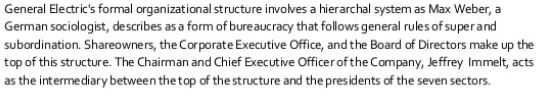 General Electric's formal organizational structure involves a hierarchal system as Max Weber, a
German sociologist, describes as a form of bureaucracy that follows general rules of super and
subordination. Shareowners, the Corporate Executive Office, and the Board of Directors make up the
top of this structure. The Chairman and Chief Executive Officer of the Company, Jeffrey Immelt, acts
as the intermediary between the top of the structure and the presidents of the seven sectors.